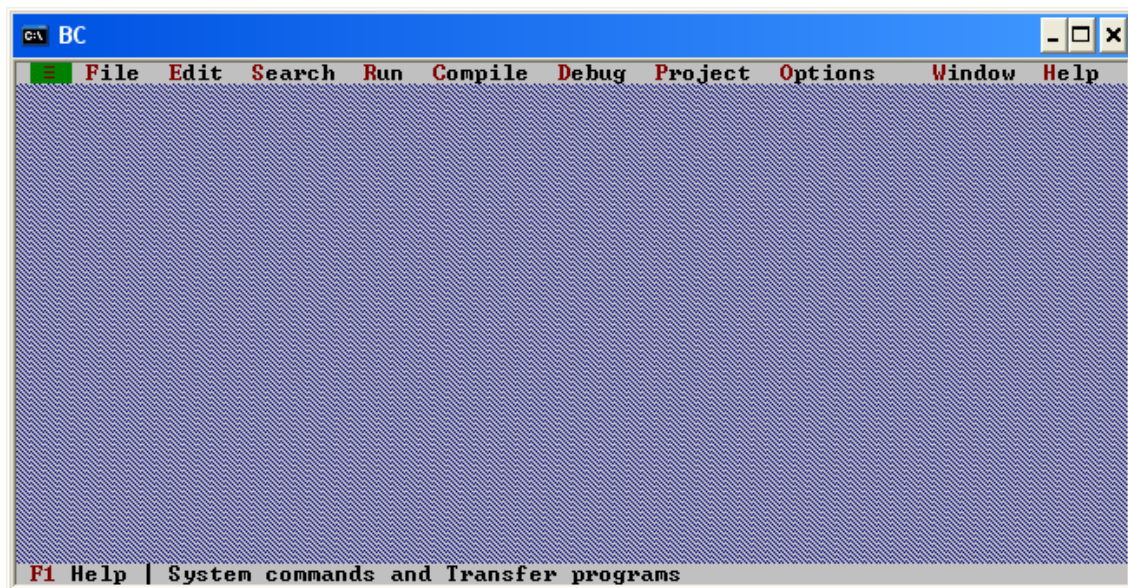 C:\ BC
≡ File Edit Search Run Compile Debug Project Options Window Help
F1 Help | System commands and Transfer programs